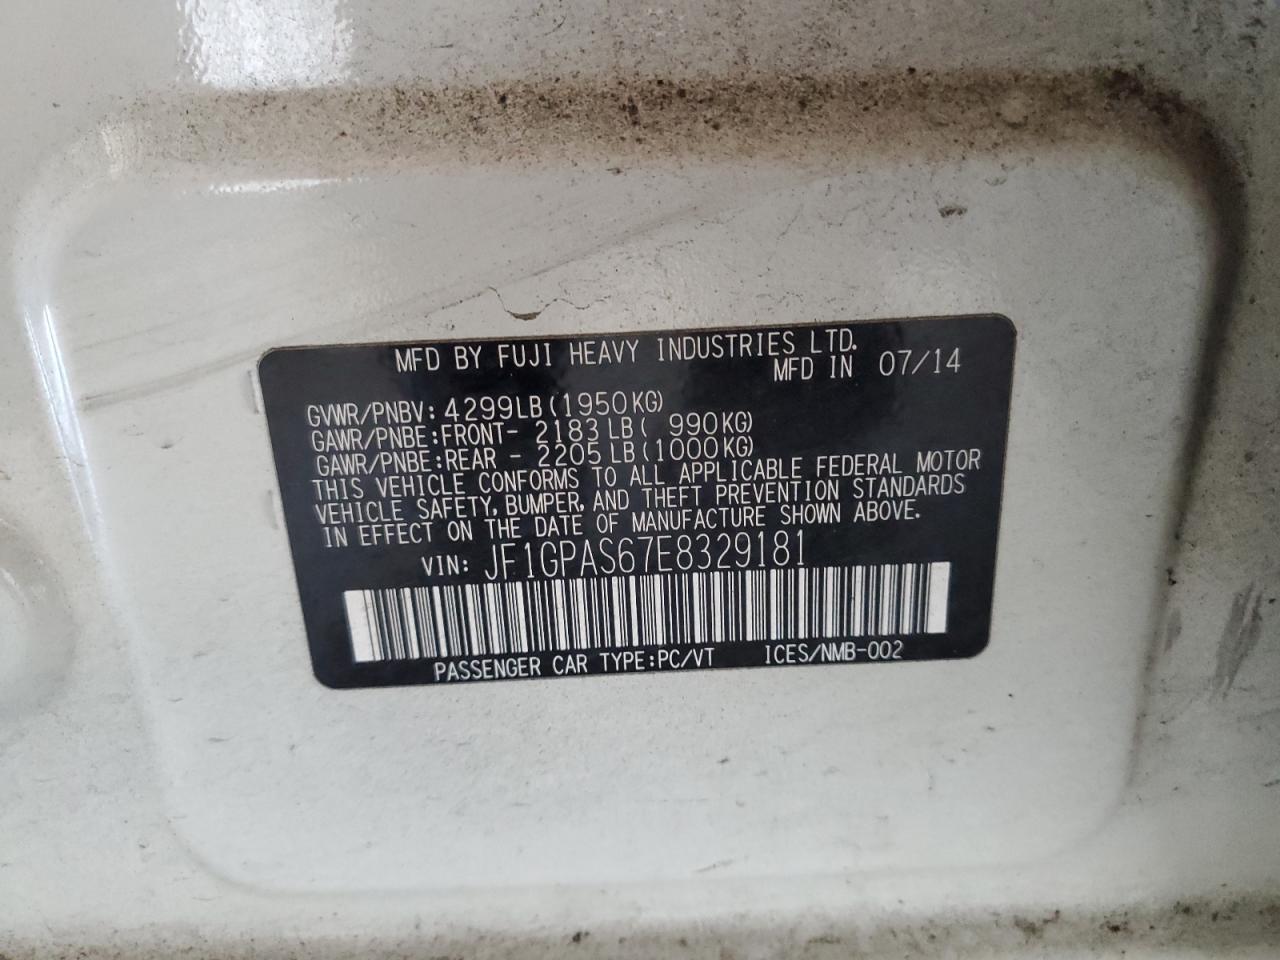 MFD BY FUJI HEAVY INDUSTRIES LTD.
MFD IN 07/14
GVWR/PNBV: 4299LB(1950KG)
GAWR/PNBE:FRONT- 2183LB( 990KG)
GAWR/PNBE:REAR - 2205LB(1000KG)
THIS VEHICLE CONFORMS TO ALL APPLICABLE FEDERAL MOTOR
VEHICLE SAFETY, BUMPER, AND THEFT PREVENTION STANDARDS
IN EFFECT ON THE DATE OF MANUFACTURE SHOWN ABOVE.
VIN: JF1GPAS67E8329181
PASSENGER CAR TYPE:PC/VT ICES/NMB-002